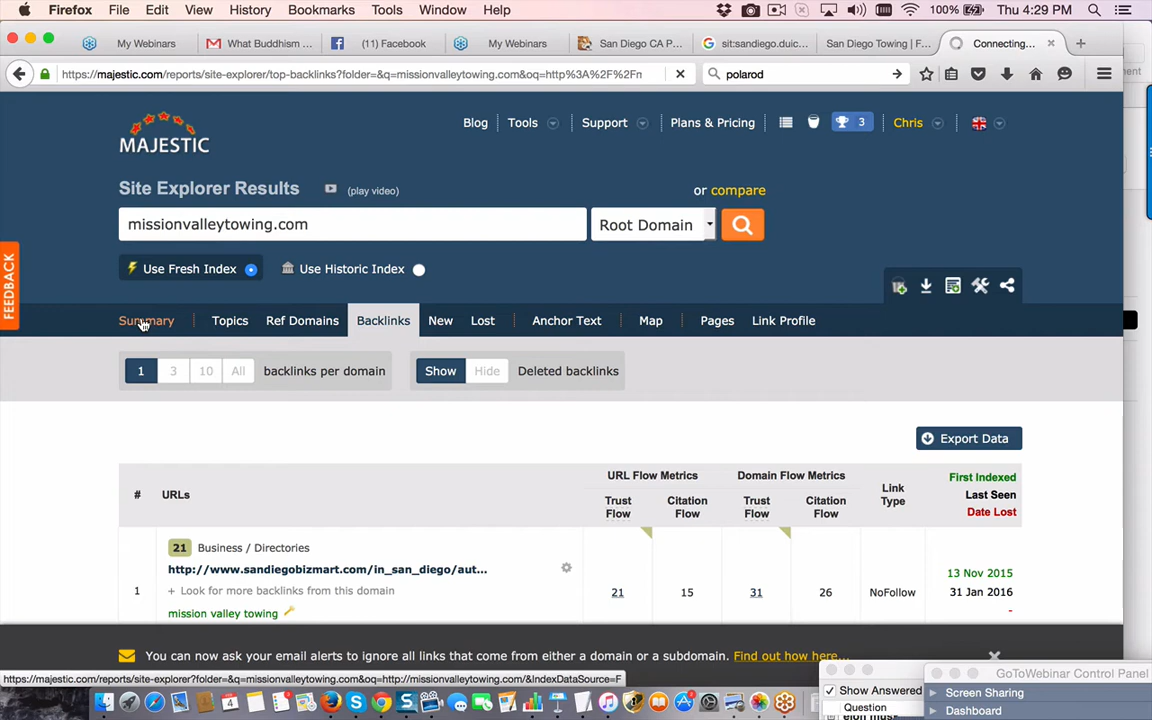 Firefox File Edit View History Bookmarks Tools Window Help 100% Thu 4:29 PM
My Webinars What Buddhism ... (11) Facebook My Webinars San Diego CA P... sit:sandiego.duic... San Diego Towing | F... Connecting...
https://majestic.com/reports/site-explorer/top-backlinks?folder=&q=missionvalleytowing.com&oq=http%3A%2F%2Fm polarod
MAJESTIC
Blog Tools Support Plans & Pricing 3 Chris
Site Explorer Results (play video) or compare
missionvalleytowing.com Root Domain
Use Fresh Index Use Historic Index
FEEDBACK
Summary Topics Ref Domains Backlinks New Lost Anchor Text Map Pages Link Profile
1 3 10 All backlinks per domain Show Hide Deleted backlinks
Export Data
# URLs URL Flow Metrics Domain Flow Metrics Link Type First Indexed
Trust Flow Citation Flow Trust Flow Citation Flow Last Seen
Date Lost
21 Business / Directories
http://www.sandiegobizmart.com/in_san_diego/aut...
1 + Look for more backlinks from this domain 21 15 31 26 NoFollow 13 Nov 2015
31 Jan 2016
mission valley towing -
You can now ask your email alerts to ignore all links that come from either a domain or a subdomain. Find out how here...
https://majestic.com/reports/site-explorer?folder=&q=missionvalleytowing.com&oq=http://missionvalleytowing.com/&IndexDataSource=F
GoToWebinar Control Panel
Show Answered Screen Sharing
Question Dashboard